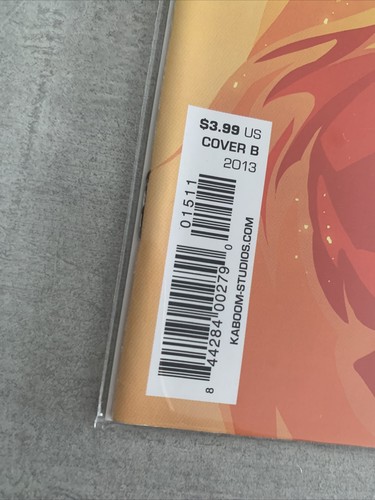 $3.99 US
COVER B
2013
01511
8 44284 00279 0
KABOOM-STUDIOS.COM